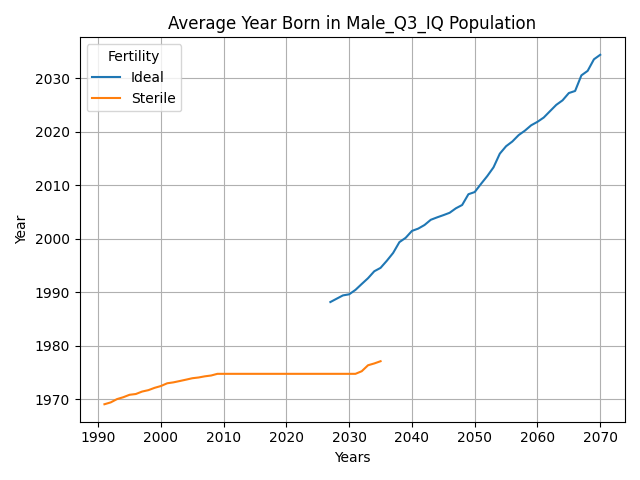 Average Year Born in Male_Q3_IQ Population
Fertility
Ideal
Sterile
Year
2030
2020
2010
2000
1990
1980
1970
1990 2000 2010 2020 2030 2040 2050 2060 2070
Years